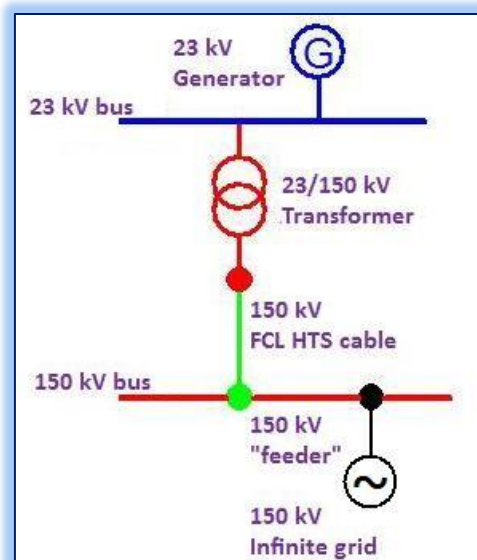 23 kV
Generator
G
23 kV bus
23/150 kV
Transformer
150 kV
FCL HTS cable
150 kV bus
150 kV
"feeder"
~
150 kV
Infinite grid